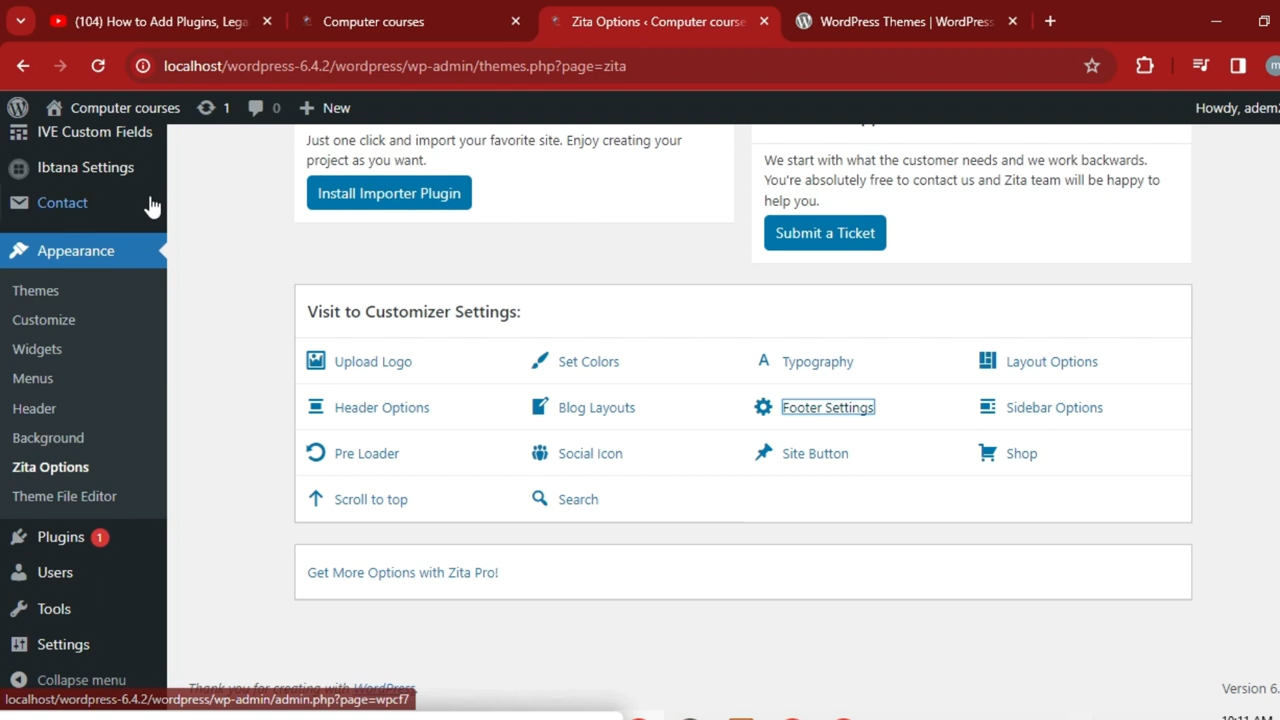 (104) How to Add Plugins, Lega
Computer courses
Zita Options ‹ Computer course
WordPress Themes | WordPress
localhost/wordpress-6.4.2/wordpress/wp-admin/themes.php?page=zita
Computer courses 1 0 New
Howdy, adem2
IVE Custom Fields
Ibtana Settings
Contact
Appearance
Themes
Customize
Widgets
Menus
Header
Background
Zita Options
Theme File Editor
Plugins 1
Users
Tools
Settings
Collapse menu
Just one click and import your favorite site. Enjoy creating your
project as you want.
Install Importer Plugin
We start with what the customer needs and we work backwards.
You're absolutely free to contact us and Zita team will be happy to
help you.
Submit a Ticket
Visit to Customizer Settings:
Upload Logo Set Colors Typography Layout Options
Header Options Blog Layouts Footer Settings Sidebar Options
Pre Loader Social Icon Site Button Shop
Scroll to top Search
Get More Options with Zita Pro!
Thank you for creating with WordPress
Version 6.
localhost/wordpress-6.4.2/wordpress/wp-admin/admin.php?page=wpcf7
10:11 AM